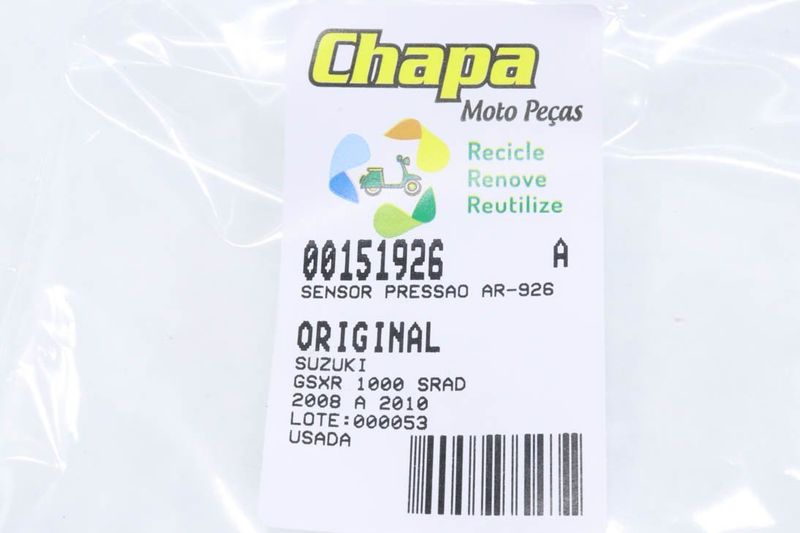 Chapa
Moto Peças
Recicle
Renove
Reutilize
00151926 A
SENSOR PRESSAO AR-926
ORIGINAL
SUZUKI
GSXR 1000 SRAD
2008 A 2010
LOTE:000053
USADA